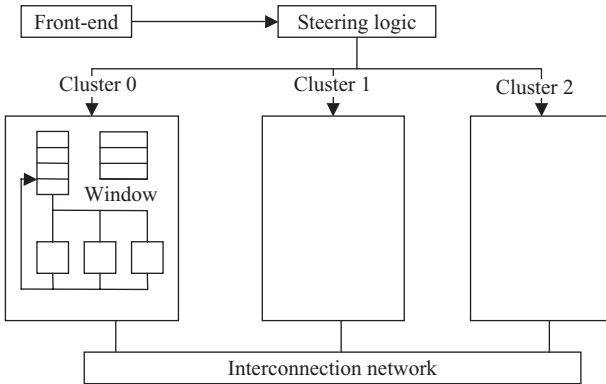 Front-end
Steering logic
Cluster 0
Cluster 1
Cluster 2
Window
Interconnection network